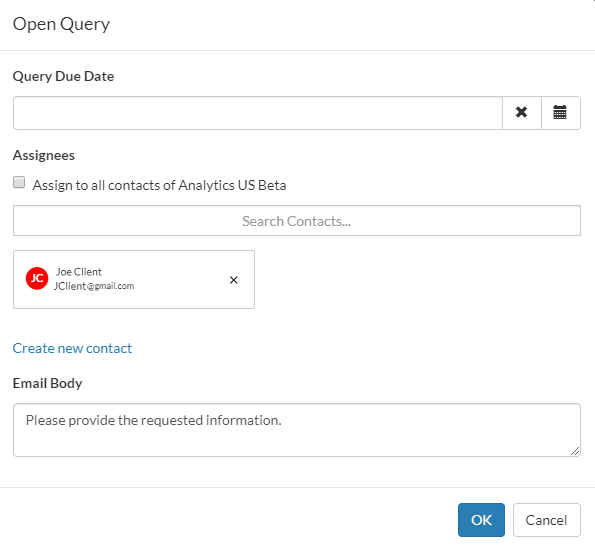 Open Query
Query Due Date
Assignees
Assign to all contacts of Analytics US Beta
Search Contacts...
JC
Joe Client
JClient@gmail.com
Create new contact
Email Body
Please provide the requested information.
OK
Cancel